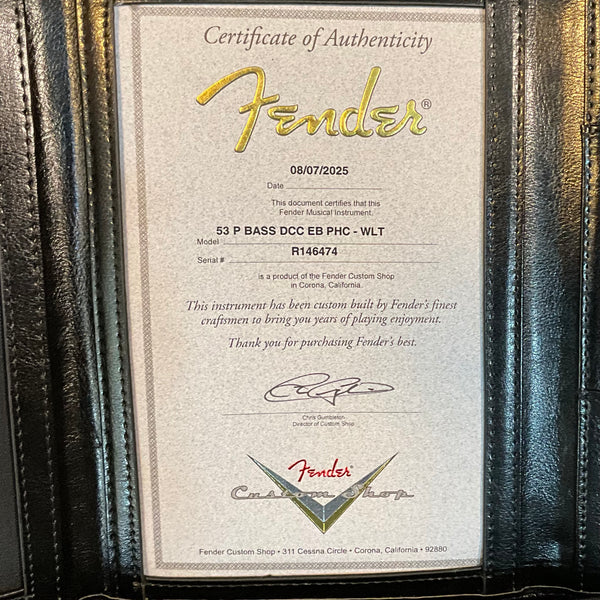 Certificate of Authenticity
Fender®
08/07/2025
Date
This document certifies that this
Fender Musical Instrument.
53 P BASS DCC EB PHC - WLT
Model
R146474
Serial #
is a product of the Fender Custom Shop
in Corona, California.
This instrument has been custom built by Fender's finest
craftsmen to bring you years of playing enjoyment.
Thank you for purchasing Fender's best.
Chris Gumbleton
Director of Custom Shop
Fender
Custom Shop
Fender Custom Shop • 311 Cessna Circle • Corona, California • 92880